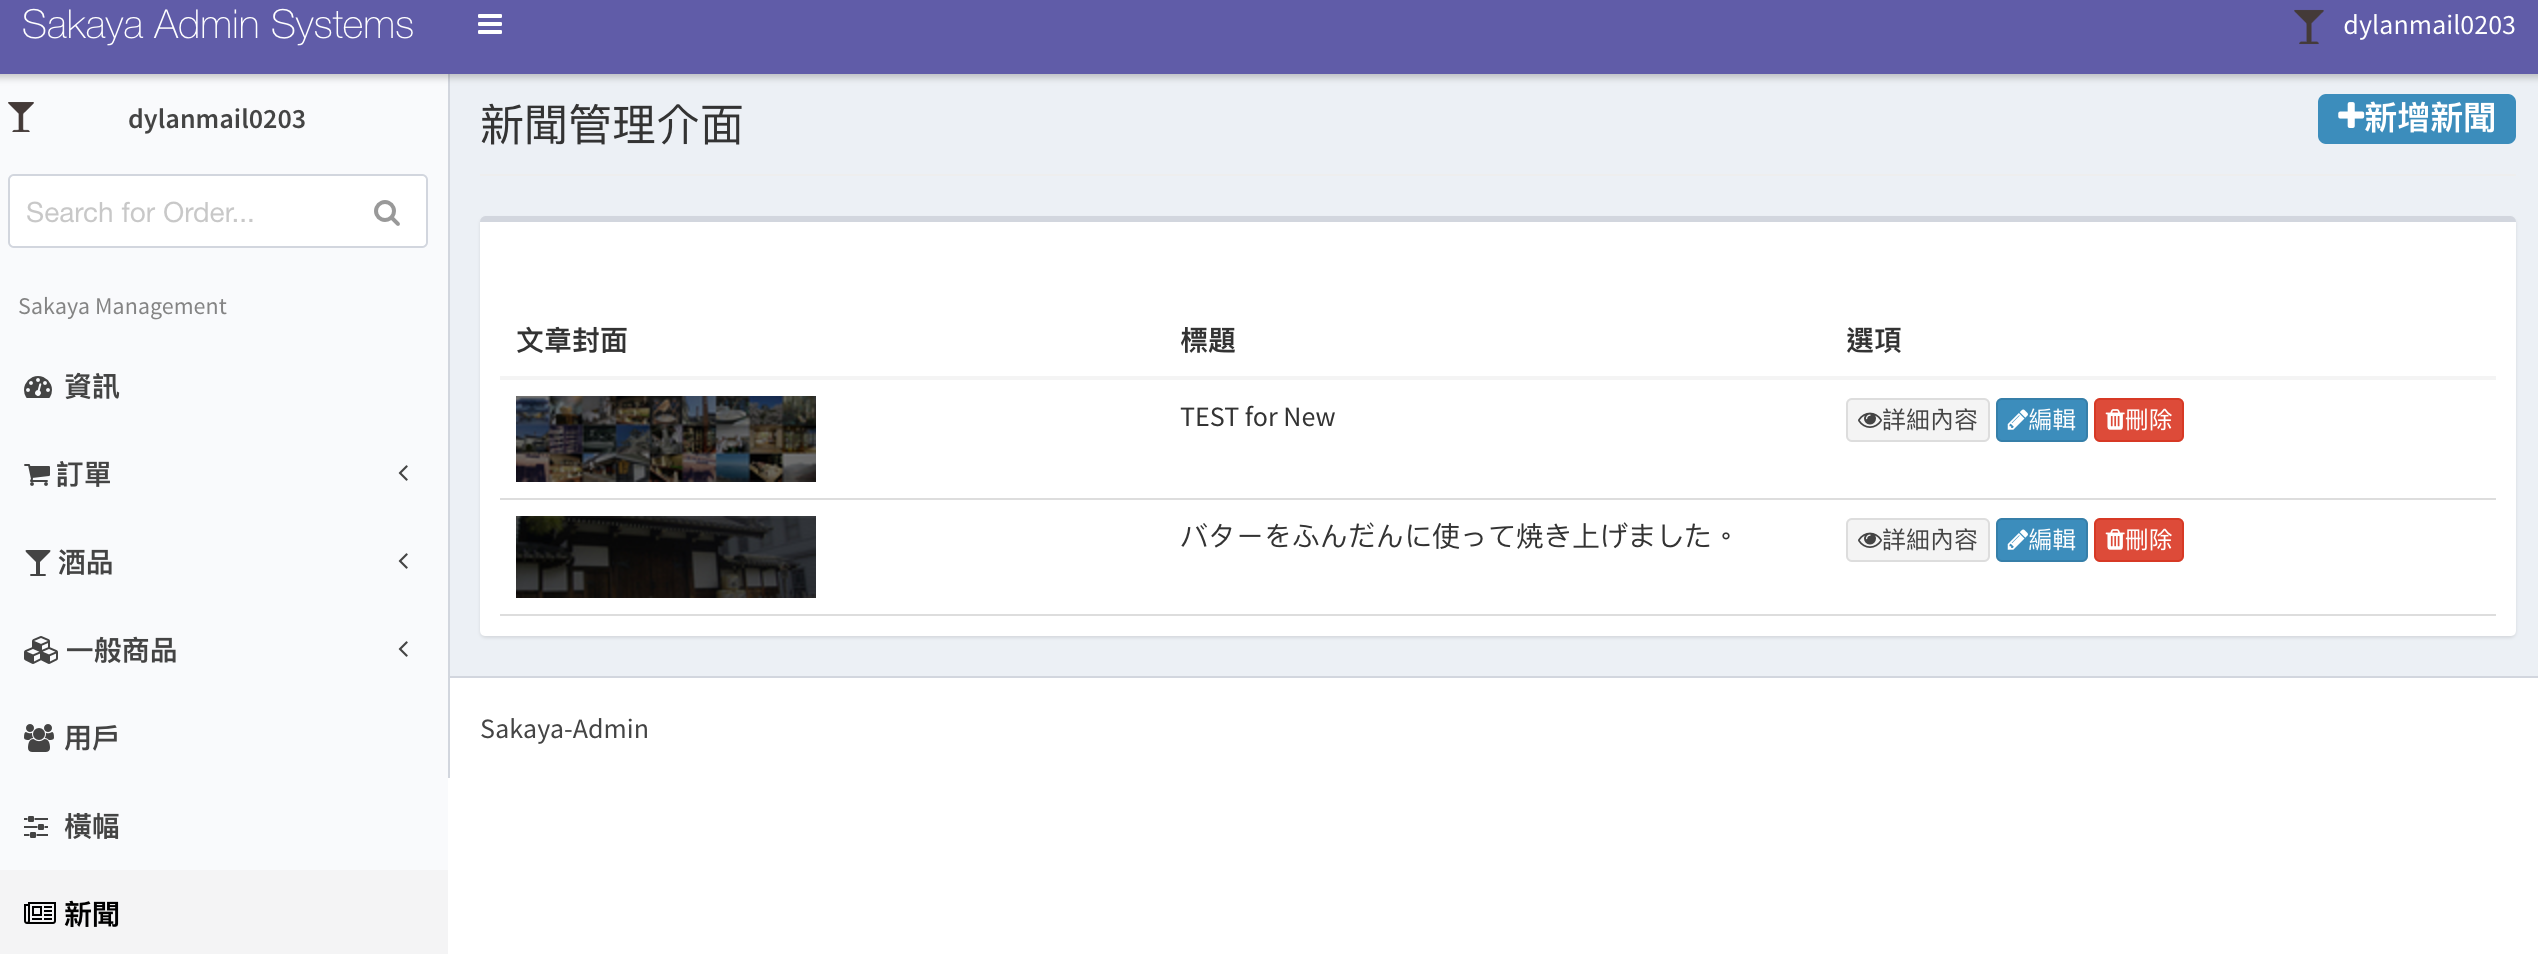 Sakaya Admin Systems
dylanmail0203
dylanmail0203
Search for Order...
Sakaya Management
資訊
訂單
酒品
一般商品
用戶
橫幅
新聞
新聞管理介面
新增新聞
文章封面 標題 選項
TEST for New 詳細內容 編輯 刪除
バターをふんだんに使って焼き上げました。 詳細內容 編輯 刪除
Sakaya-Admin